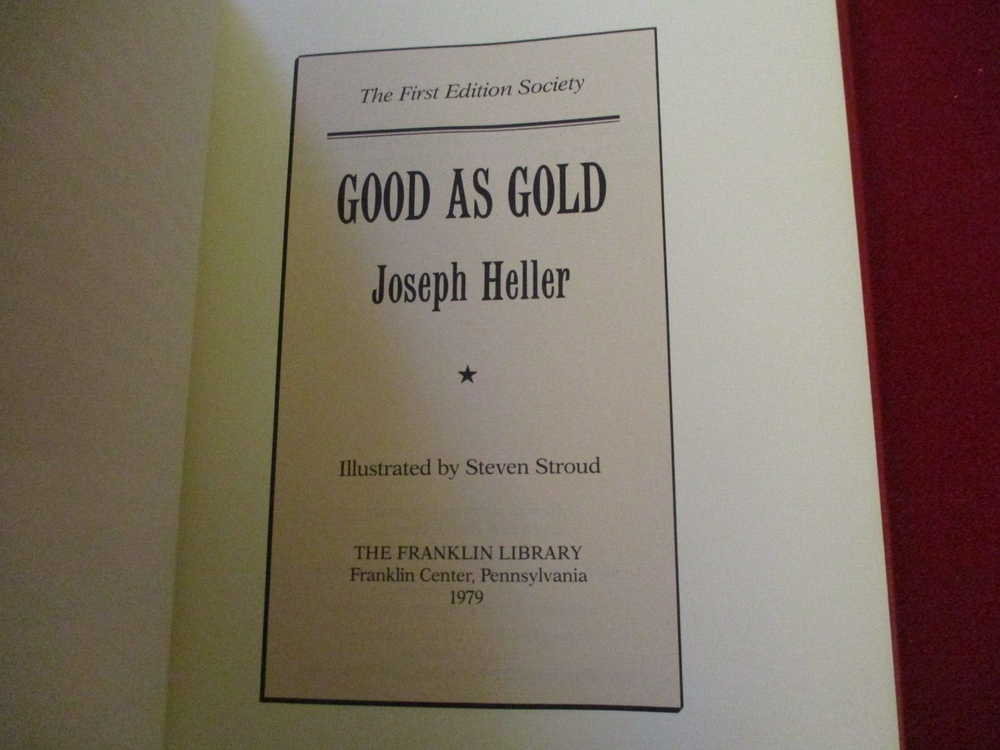 The First Edition Society
GOOD AS GOLD
Joseph Heller
Illustrated by Steven Stroud
THE FRANKLIN LIBRARY
Franklin Center, Pennsylvania
1979